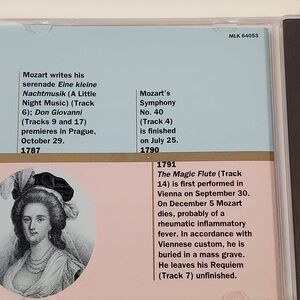 MLK 64053
Mozart writes his
serenade Eine kleine
Nachtmusik (A Little
Night Music) (Track
6); Don Giovanni
(Tracks 9 and 17)
premieres in Prague,
October 29.
1787
Mozart's
Symphony
No. 40
(Track 4)
is finished
on July 25.
1790
1791
The Magic Flute (Track
14) is first performed in
Vienna on September 30.
On December 5 Mozart
dies, probably of a
rheumatic inflammatory
fever. In accordance with
Viennese custom, he is
buried in a mass grave.
He leaves his Requiem
(Track 7) unfinished.